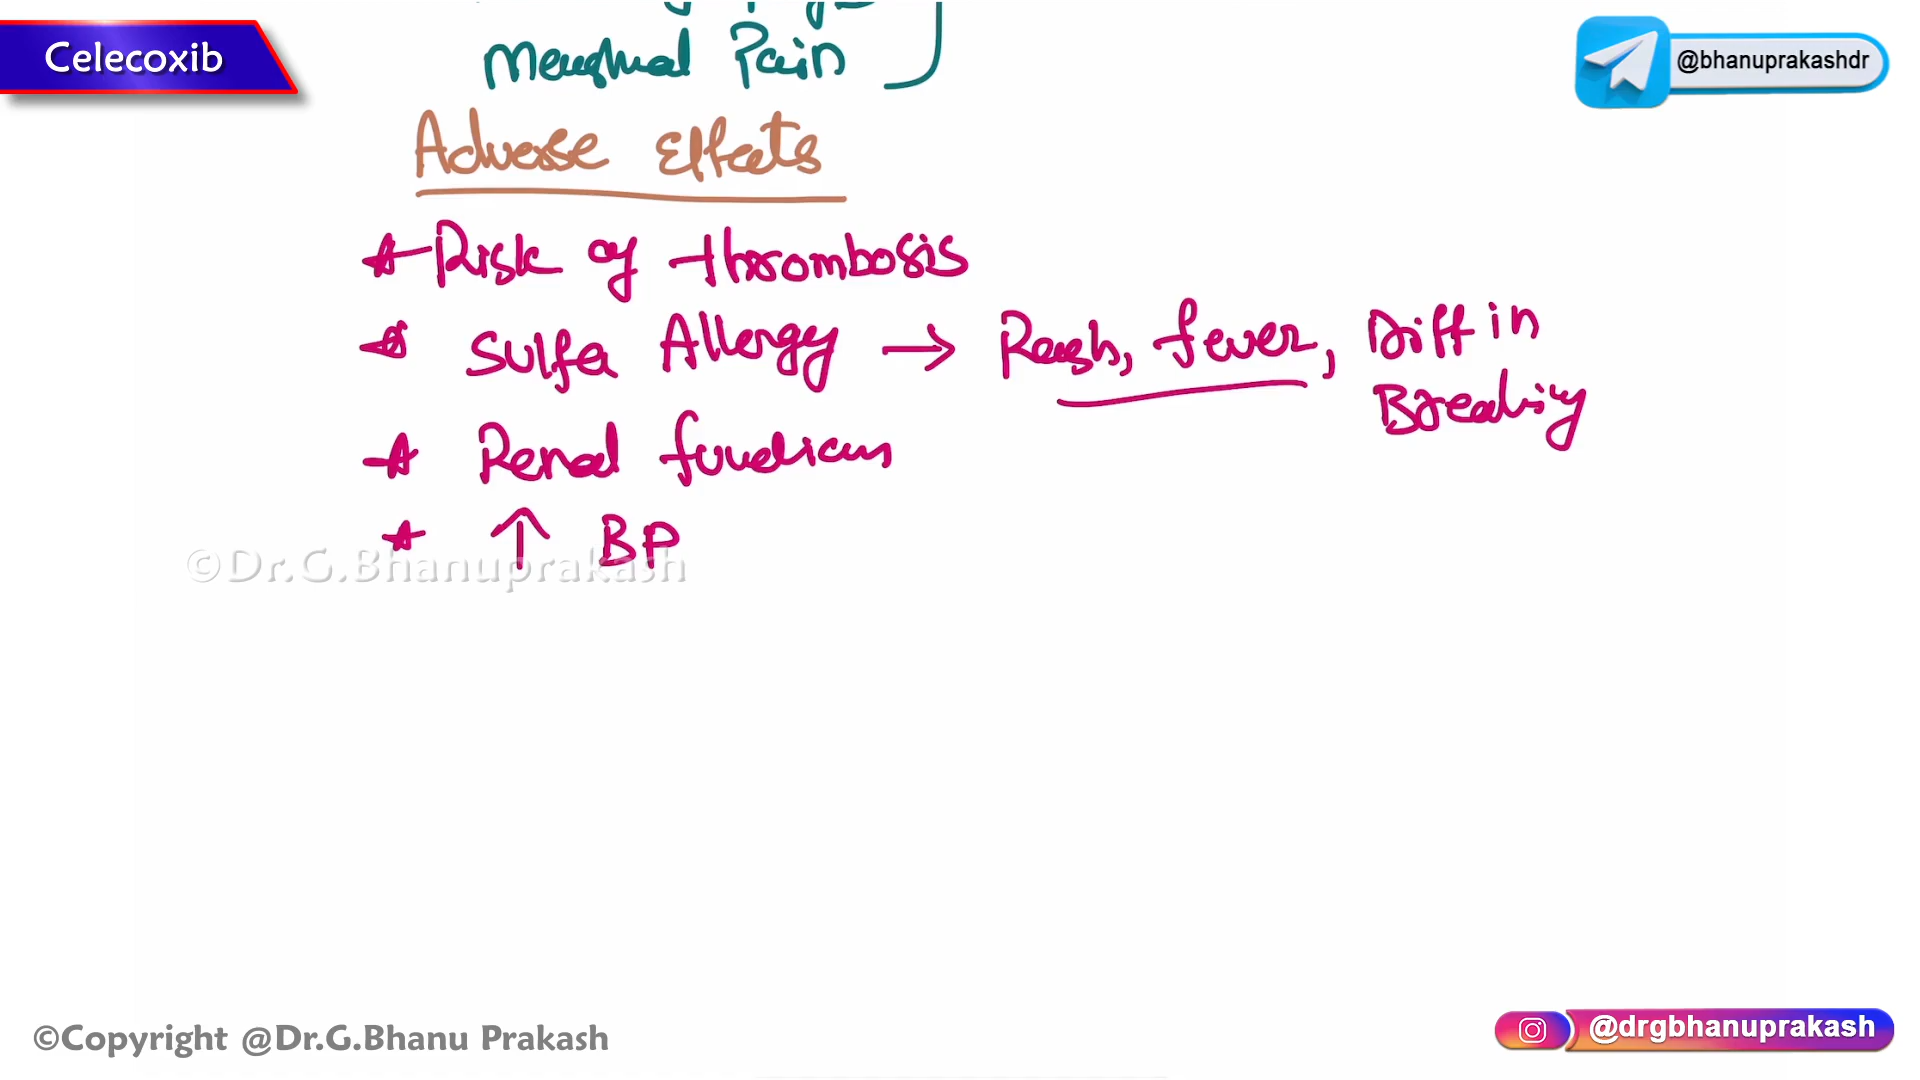 Celecoxib
@bhanuprakashdr
Menstrual Pain
Adverse Effects
Risk of thrombosis
Sulfa Allergy → Rash, fever, Diff in
Breathing
Renal functions
↑ BP
©Dr.G.Bhanuprakash
©Copyright @Dr.G.Bhanu Prakash
@drgbhanuprakash